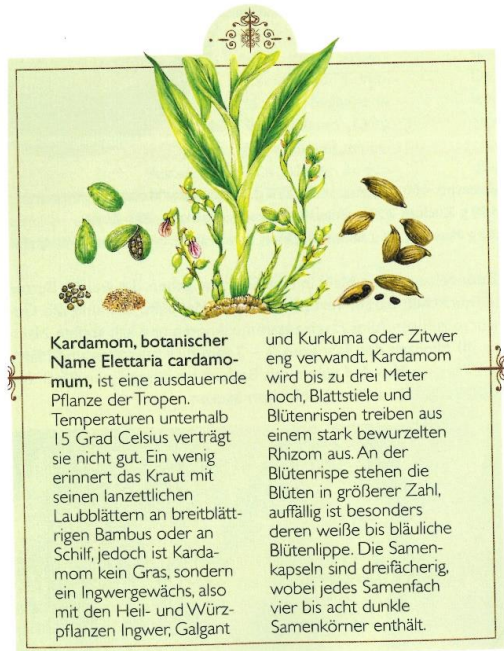 Kardamom, botanischer
Name Elettaria cardamo-
mum, ist eine ausdauernde
Pflanze der Tropen.
Temperaturen unterhalb
15 Grad Celsius verträgt
sie nicht gut. Ein wenig
erinnert das Kraut mit
seinen lanzettlichen
Laubblättern an breitblätt-
rigen Bambus oder an
Schilf, jedoch ist Karda-
mom kein Gras, sondern
ein Ingwergewächs, also
mit den Heil- und Würz-
pflanzen Ingwer, Galgant
und Kurkuma oder Zitwer
eng verwandt. Kardamom
wird bis zu drei Meter
hoch, Blattstiele und
Blütenrispen treiben aus
einem stark bewurzelten
Rhizom aus. An der
Blütenrispe stehen die
Blüten in größerer Zahl,
auffällig ist besonders
deren weiße bis bläuliche
Blütenlippe. Die Samen-
kapseln sind dreifächerig,
wobei jedes Samenfach
vier bis acht dunkle
Samenkörner enthält.